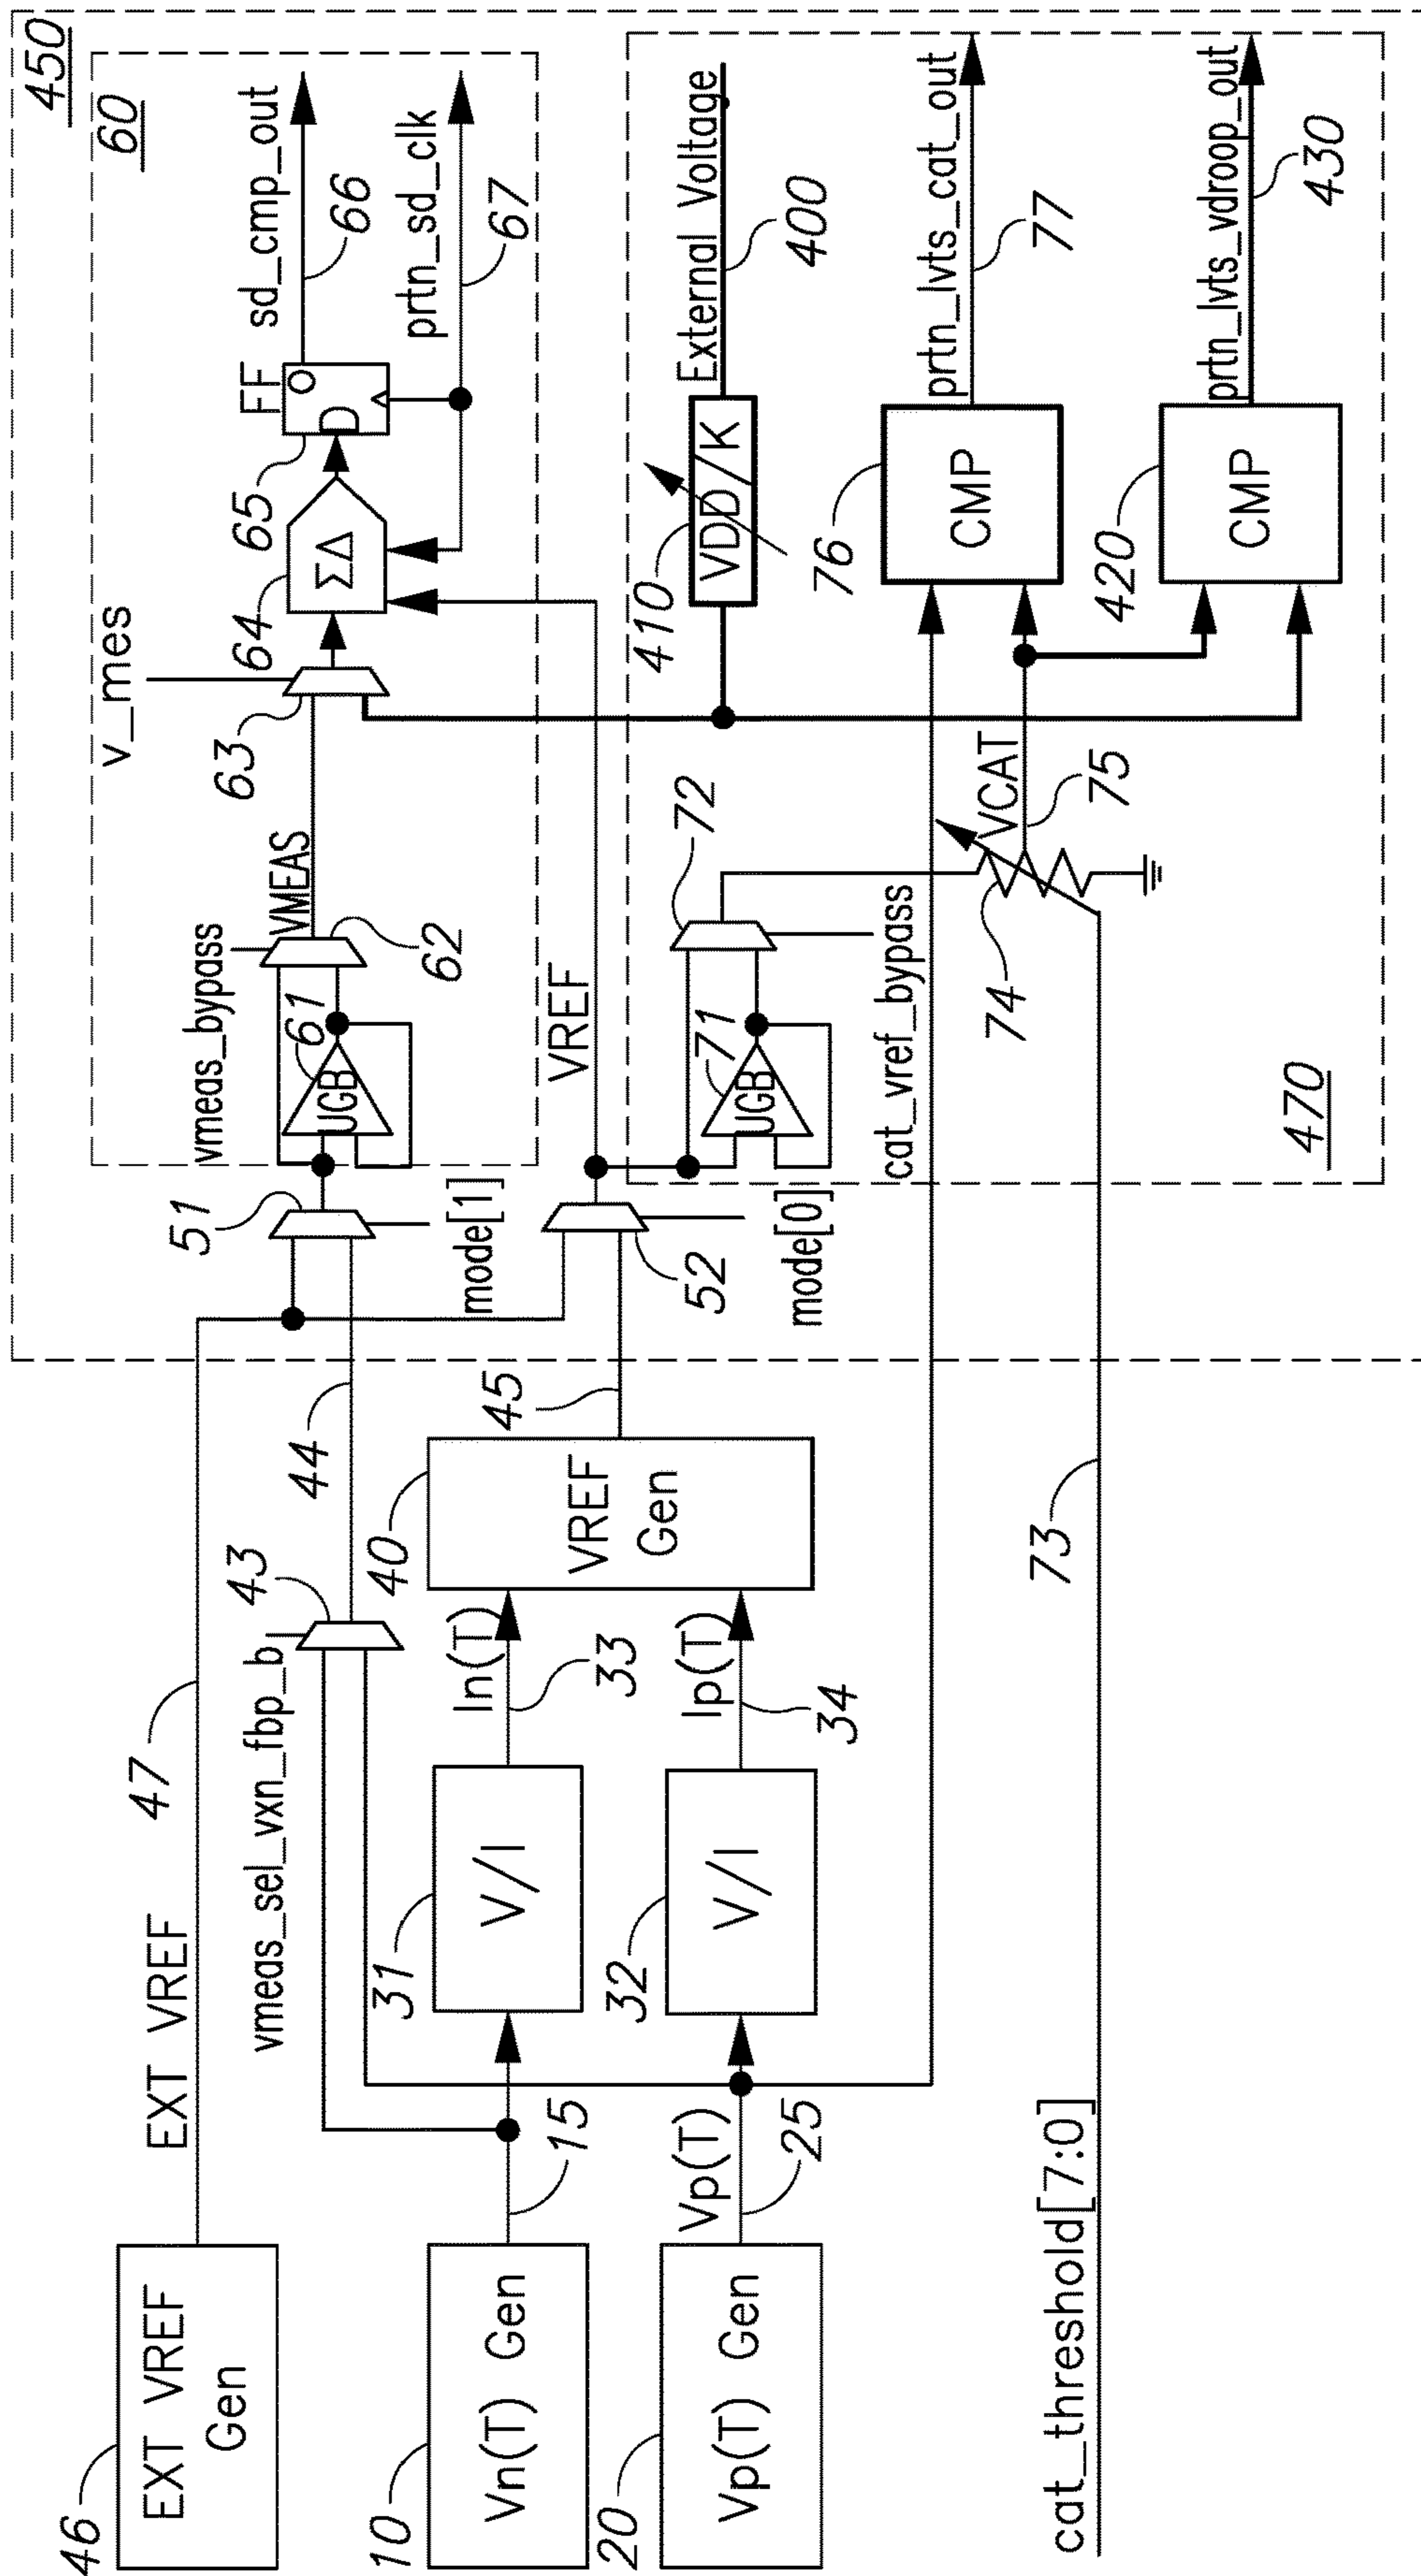 450
60
sd_cmp_out
66
prtn_sd_clk
67
FF
Q
D
65
ΣΔ
64
v_mes
63
VMEAS
vmeas_bypass
62
61
UGB
51
mode[1]
VREF
52
mode[0]
External Voltage
400
VDD/K
410
prtn_lvts_cat_out
77
CMP
76
prtn_lvts_vdroop_out
430
CMP
420
VCAT
75
72
71
UGB
cat_vref_bypass
74
470
EXT VREF
47
44
45
43
vmeas_sel_vxn_fbp_b
VREF
Gen
40
In(T)
33
Ip(T)
34
V/I
31
V/I
32
15
Vp(T)
25
73
EXT VREF
Gen
46
Vn(T) Gen
10
Vp(T) Gen
20
cat_threshold[7:0]